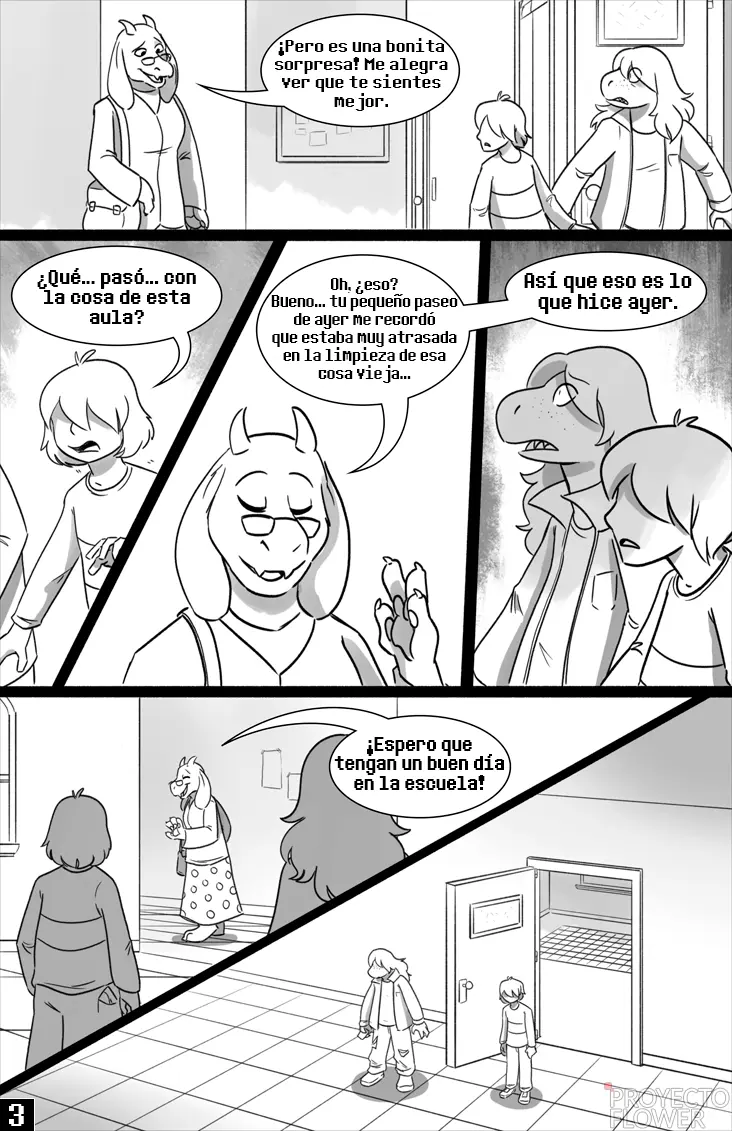 ¡Pero es una bonita
sorpresa! Me alegra
ver que te sientes
mejor.
¿Qué... pasó... con
la cosa de esta
aula?
Oh, ¿eso?
Bueno... tu pequeño paseo
de ayer me recordó
que estaba muy atrasada
en la limpieza de esa
cosa vieja...
Así que eso es lo
que hice ayer.
¡Espero que
tengan un buen día
en la escuela!
3
PROYECTO
FLOWER